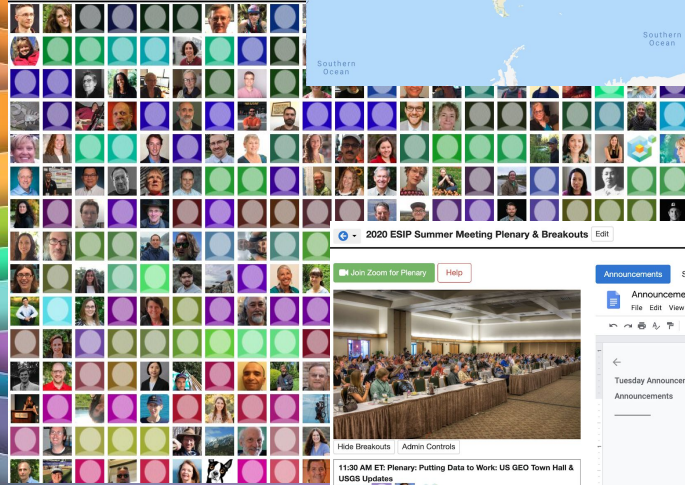 Southern
Ocean
Southern
Ocean
2020 ESIP Summer Meeting Plenary & Breakouts
Edit
Join Zoom for Plenary
Help
Announcements
S
Announceme
File Edit View
Tuesday Announcer
Announcements
Hide Breakouts
Admin Controls
11:30 AM ET: Plenary: Putting Data to Work: US GEO Town Hall &
USGS Updates